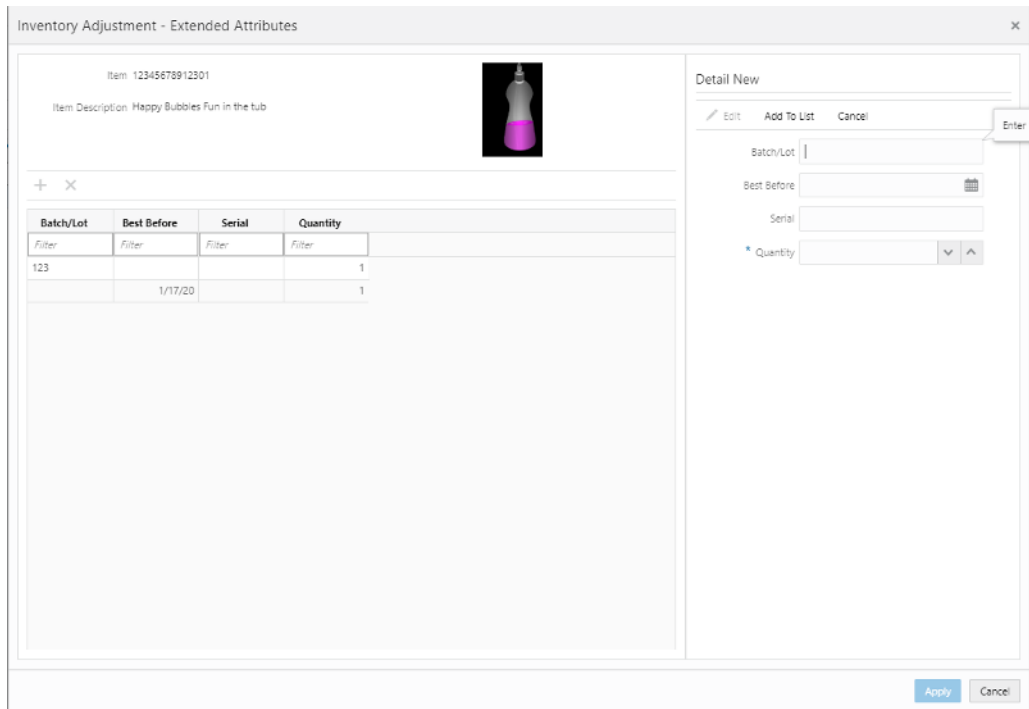 Inventory Adjustment - Extended Attributes
Item 12345678912301
Item Description Happy Bubbles Fun in the tub
Batch/Lot Best Before Serial Quantity
Filter Filter Filter Filter
123 1
1/17/20 1
Detail New
Edit Add To List Cancel
Enter
Batch/Lot
Best Before
Serial
* Quantity
Apply Cancel